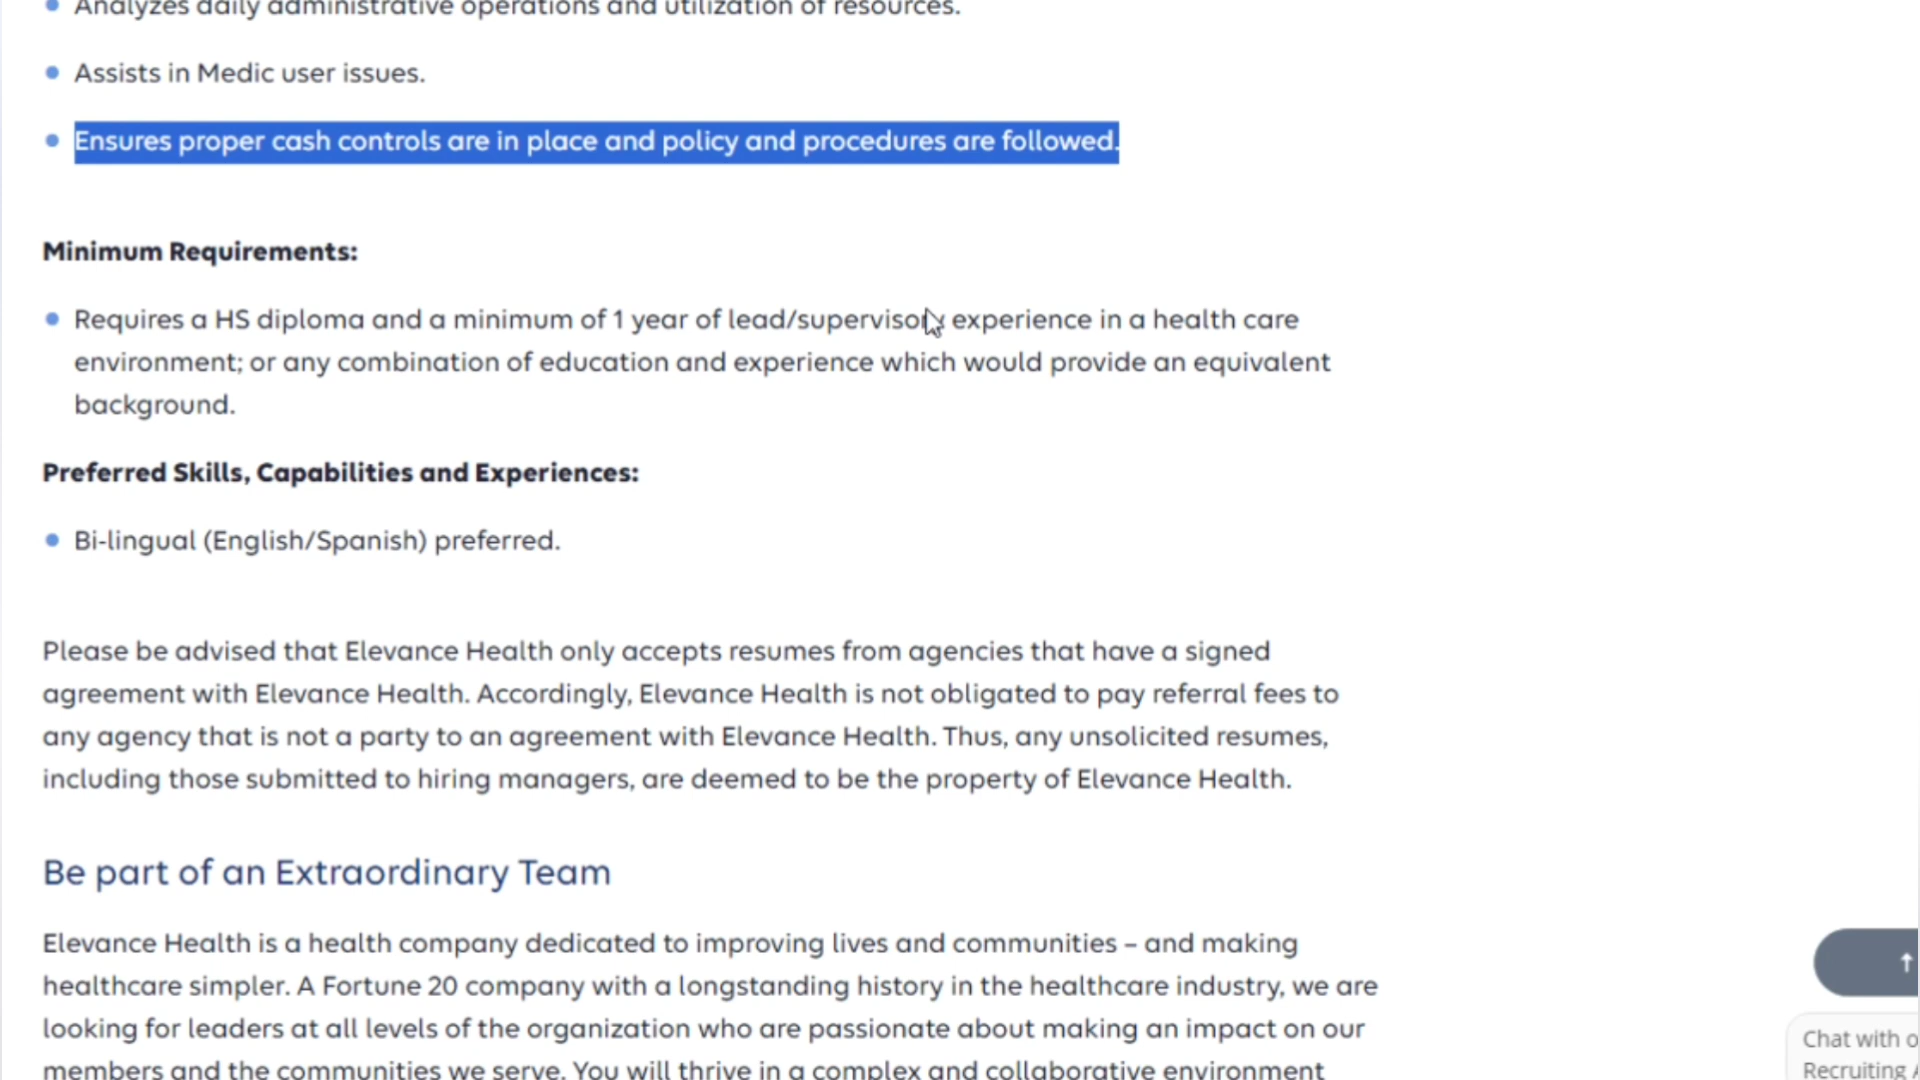 Analyzes daily administrative operations and utilization of resources.
Assists in Medic user issues.
Ensures proper cash controls are in place and policy and procedures are followed.
Minimum Requirements:
Requires a HS diploma and a minimum of 1 year of lead/supervisory experience in a health care
environment; or any combination of education and experience which would provide an equivalent
background.
Preferred Skills, Capabilities and Experiences:
Bi-lingual (English/Spanish) preferred.
Please be advised that Elevance Health only accepts resumes from agencies that have a signed
agreement with Elevance Health. Accordingly, Elevance Health is not obligated to pay referral fees to
any agency that is not a party to an agreement with Elevance Health. Thus, any unsolicited resumes,
including those submitted to hiring managers, are deemed to be the property of Elevance Health.
Be part of an Extraordinary Team
Elevance Health is a health company dedicated to improving lives and communities – and making
healthcare simpler. A Fortune 20 company with a longstanding history in the healthcare industry, we are
looking for leaders at all levels of the organization who are passionate about making an impact on our
members and the communities we serve. You will thrive in a complex and collaborative environment
Chat with o
Recruiting